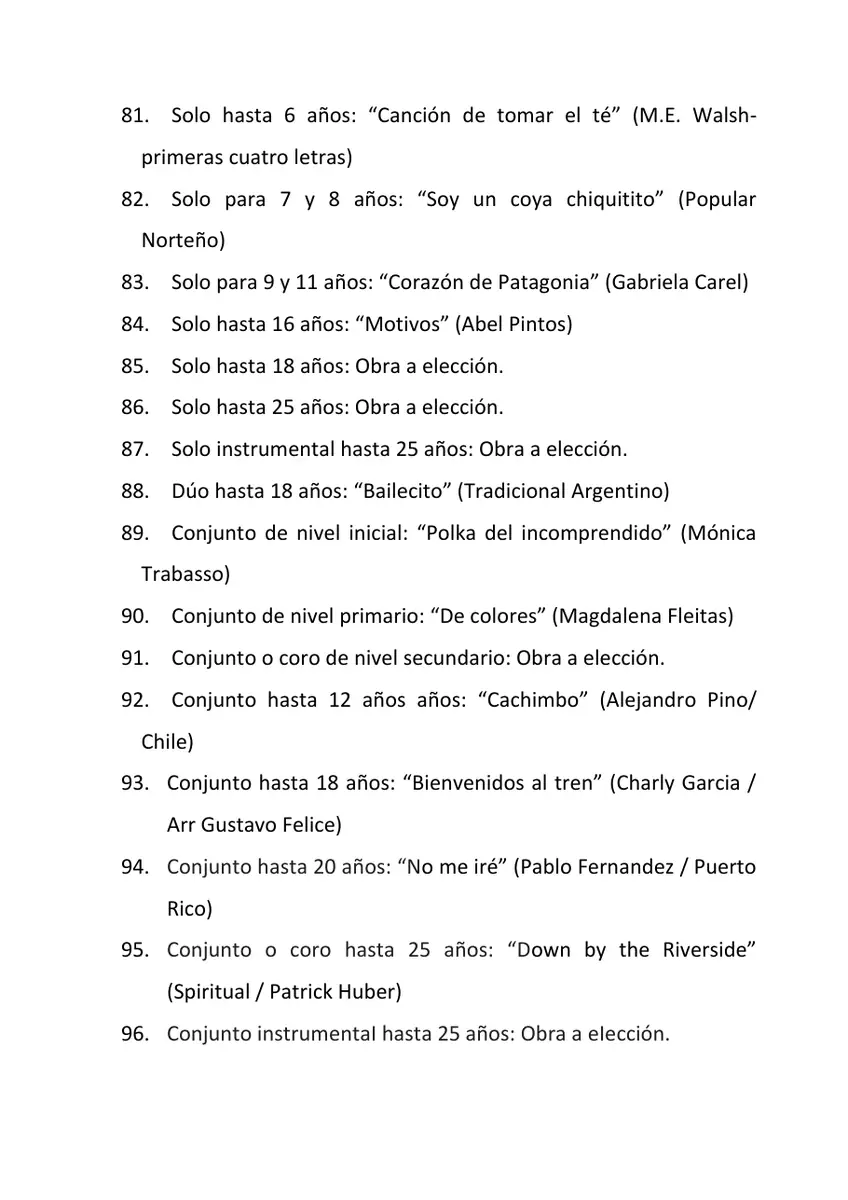 81. Solo hasta 6 años: “Canción de tomar el té” (M.E. Walsh-
primeras cuatro letras)
82. Solo para 7 y 8 años: “Soy un coya chiquitito” (Popular
Norteño)
83. Solo para 9 y 11 años: “Corazón de Patagonia” (Gabriela Carel)
84. Solo hasta 16 años: “Motivos” (Abel Pintos)
85. Solo hasta 18 años: Obra a elección.
86. Solo hasta 25 años: Obra a elección.
87. Solo instrumental hasta 25 años: Obra a elección.
88. Dúo hasta 18 años: “Bailecito” (Tradicional Argentino)
89. Conjunto de nivel inicial: “Polka del incomprendido” (Mónica
Trabasso)
90. Conjunto de nivel primario: “De colores” (Magdalena Fleitas)
91. Conjunto o coro de nivel secundario: Obra a elección.
92. Conjunto hasta 12 años años: “Cachimbo” (Alejandro Pino/
Chile)
93. Conjunto hasta 18 años: “Bienvenidos al tren” (Charly Garcia /
Arr Gustavo Felice)
94. Conjunto hasta 20 años: “No me iré” (Pablo Fernandez / Puerto
Rico)
95. Conjunto o coro hasta 25 años: “Down by the Riverside”
(Spiritual / Patrick Huber)
96. Conjunto instrumental hasta 25 años: Obra a elección.